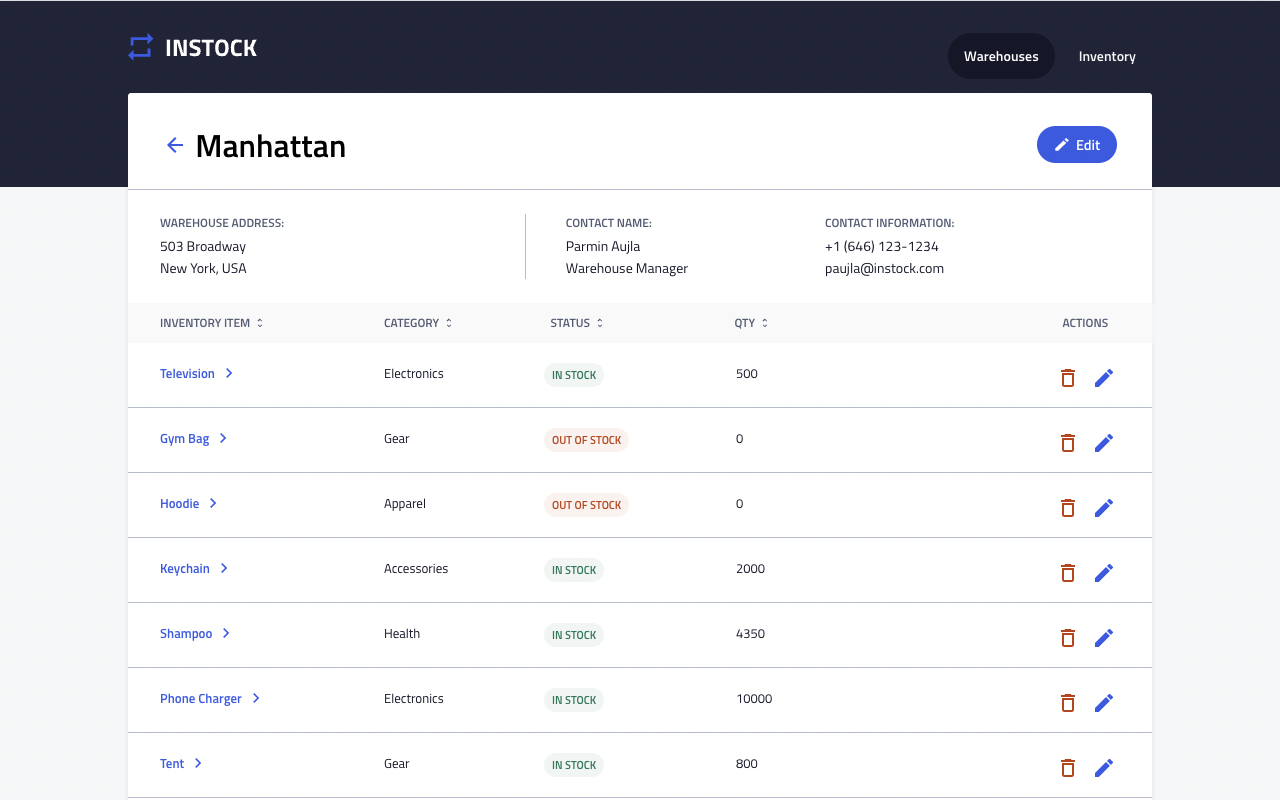 INSTOCK
Warehouses Inventory
Manhattan
Edit
WAREHOUSE ADDRESS:
503 Broadway
New York, USA
CONTACT NAME:
Parmin Aujla
Warehouse Manager
CONTACT INFORMATION:
+1 (646) 123-1234
paujla@instock.com
INVENTORY ITEM CATEGORY STATUS QTY ACTIONS
Television Electronics IN STOCK 500
Gym Bag Gear OUT OF STOCK 0
Hoodie Apparel OUT OF STOCK 0
Keychain Accessories IN STOCK 2000
Shampoo Health IN STOCK 4350
Phone Charger Electronics IN STOCK 10000
Tent Gear IN STOCK 800